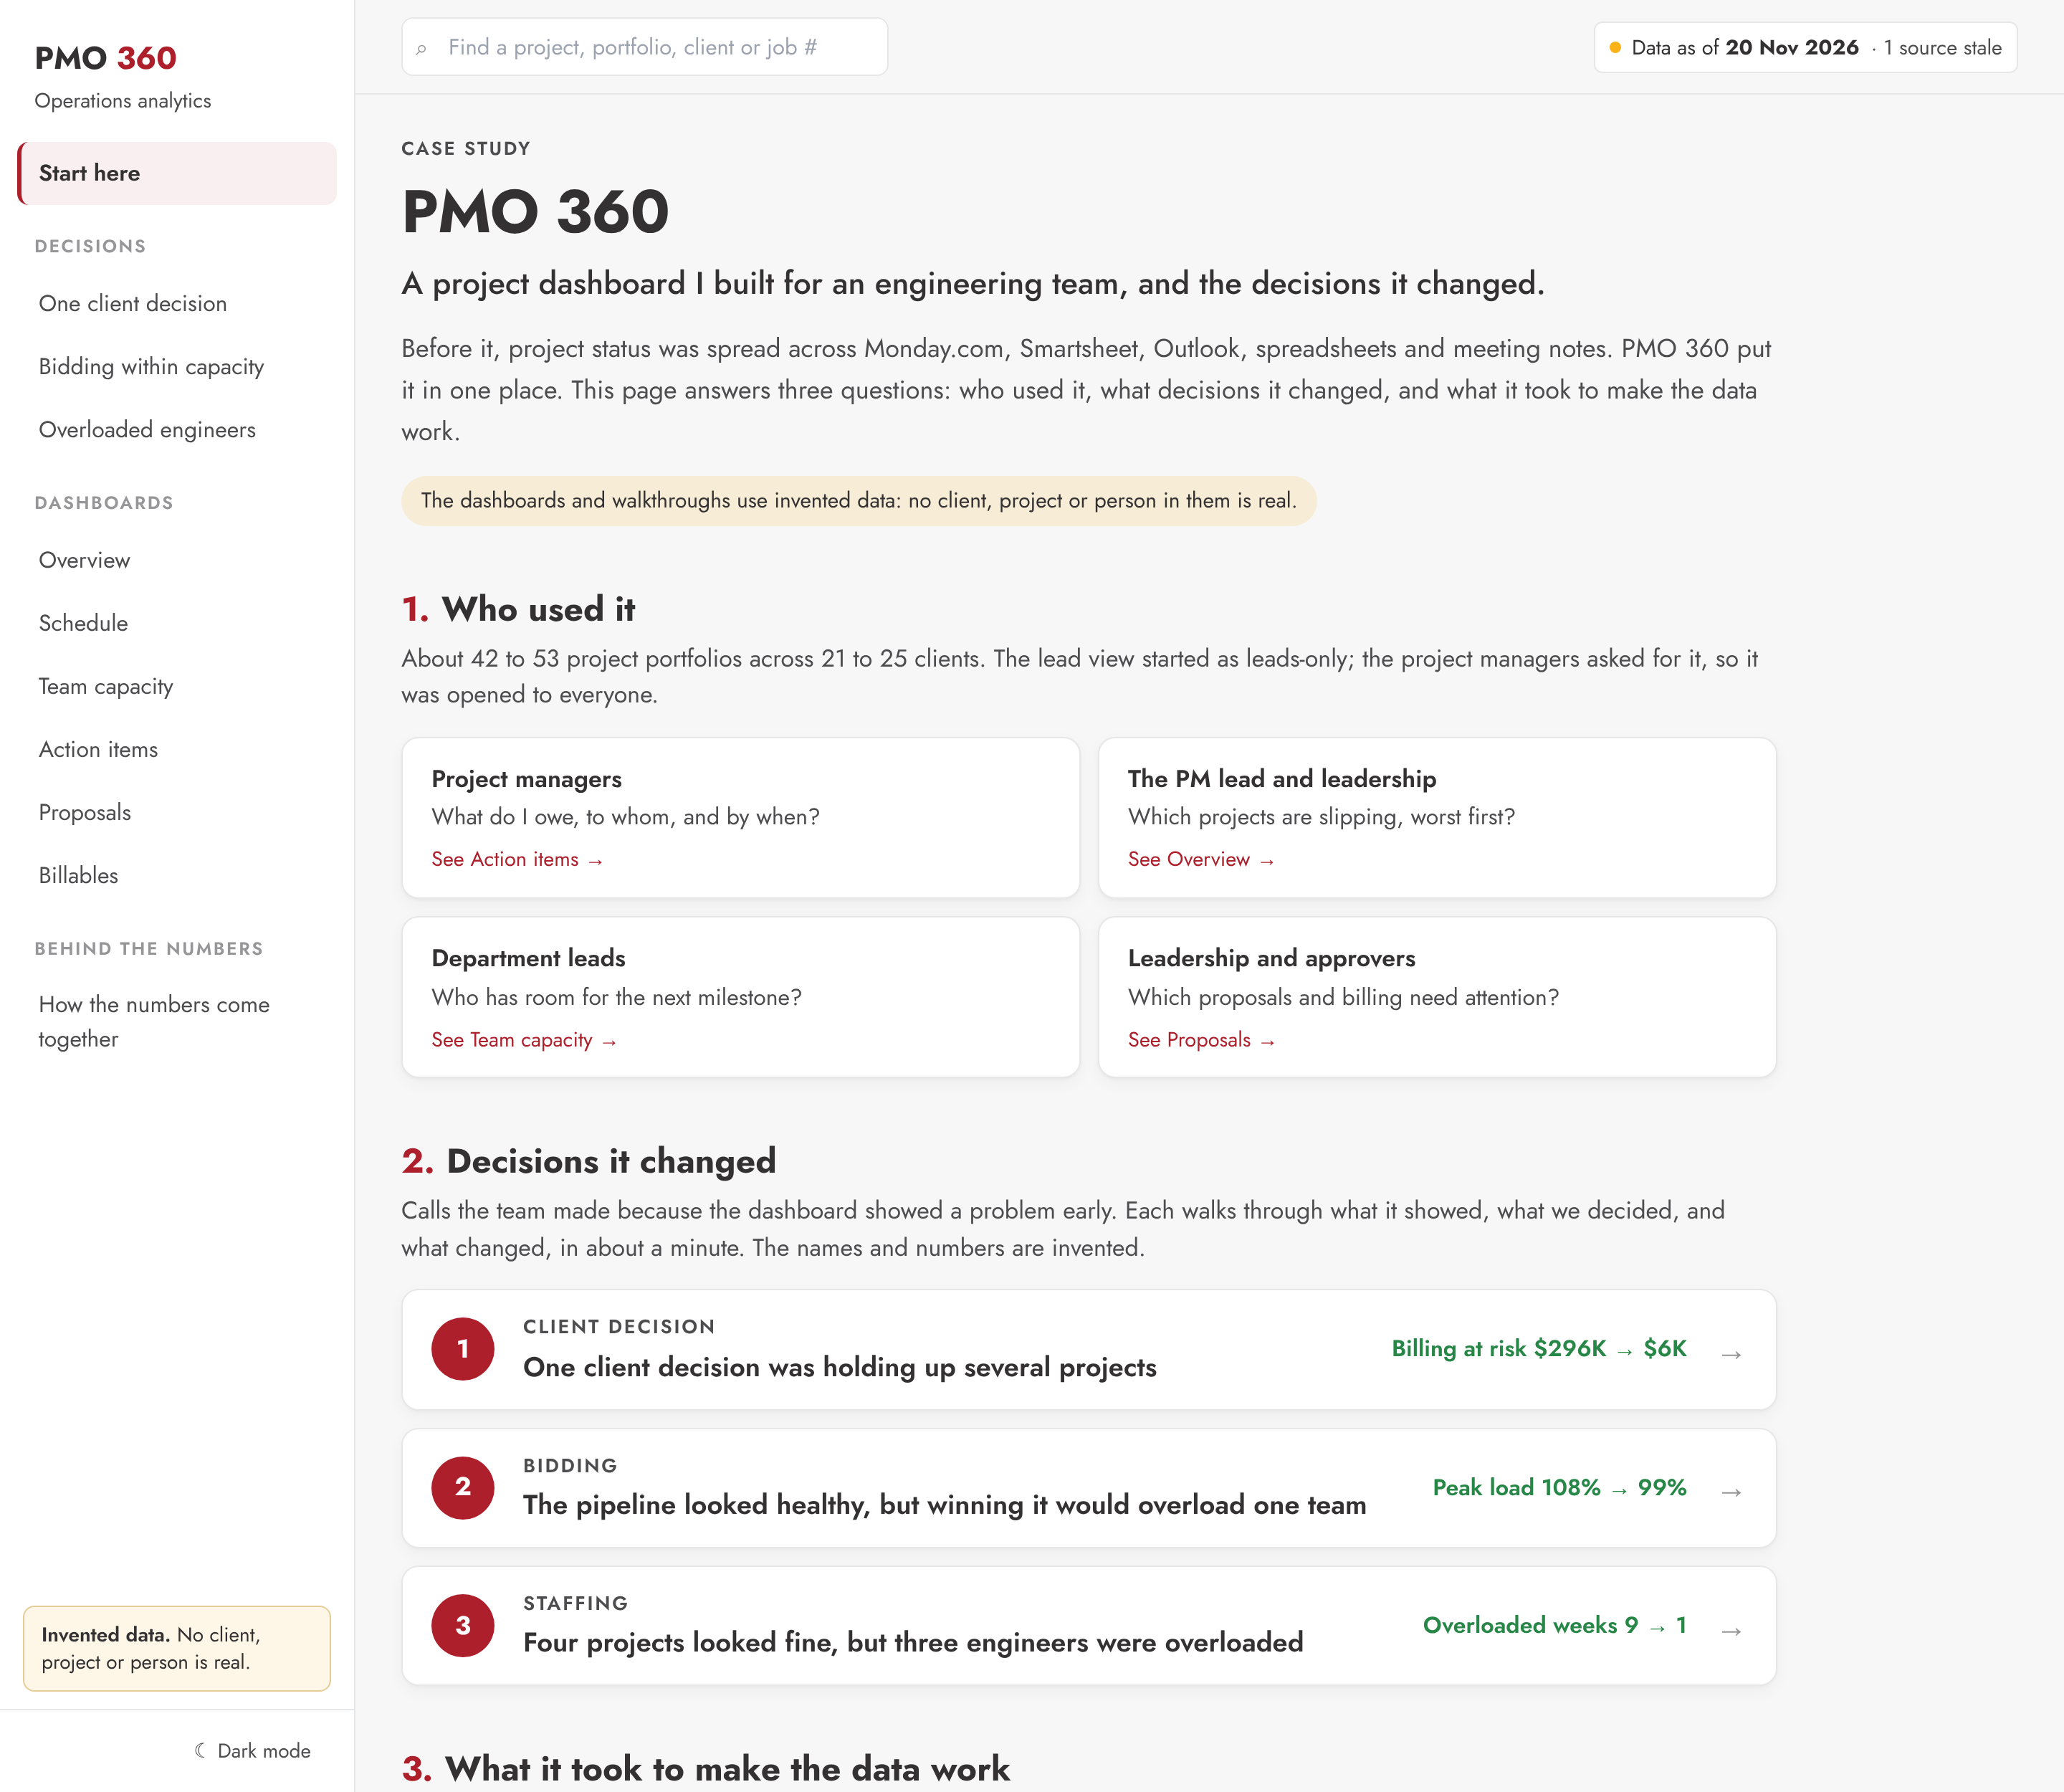 PMO 360
Operations analytics
Start here
DECISIONS
One client decision
Bidding within capacity
Overloaded engineers
DASHBOARDS
Overview
Schedule
Team capacity
Action items
Proposals
Billables
BEHIND THE NUMBERS
How the numbers come
together
Invented data. No client,
project or person is real.
☾ Dark mode
Find a project, portfolio, client or job #
Data as of 20 Nov 2026 · 1 source stale
CASE STUDY
PMO 360
A project dashboard I built for an engineering team, and the decisions it changed.
Before it, project status was spread across Monday.com, Smartsheet, Outlook, spreadsheets and meeting notes. PMO 360 put
it in one place. This page answers three questions: who used it, what decisions it changed, and what it took to make the data
work.
The dashboards and walkthroughs use invented data: no client, project or person in them is real.
1. Who used it
About 42 to 53 project portfolios across 21 to 25 clients. The lead view started as leads-only; the project managers asked for it, so it
was opened to everyone.
Project managers
What do I owe, to whom, and by when?
See Action items →
The PM lead and leadership
Which projects are slipping, worst first?
See Overview →
Department leads
Who has room for the next milestone?
See Team capacity →
Leadership and approvers
Which proposals and billing need attention?
See Proposals →
2. Decisions it changed
Calls the team made because the dashboard showed a problem early. Each walks through what it showed, what we decided, and
what changed, in about a minute. The names and numbers are invented.
1
CLIENT DECISION
One client decision was holding up several projects
Billing at risk $296K → $6K →
2
BIDDING
The pipeline looked healthy, but winning it would overload one team
Peak load 108% → 99% →
3
STAFFING
Four projects looked fine, but three engineers were overloaded
Overloaded weeks 9 → 1 →
3. What it took to make the data work